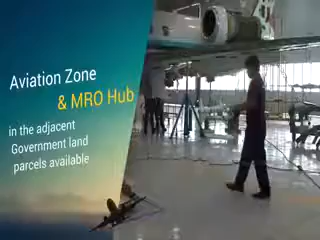 Aviation Zone
& MRO Hub
in the adjacent
Government land
parcels available